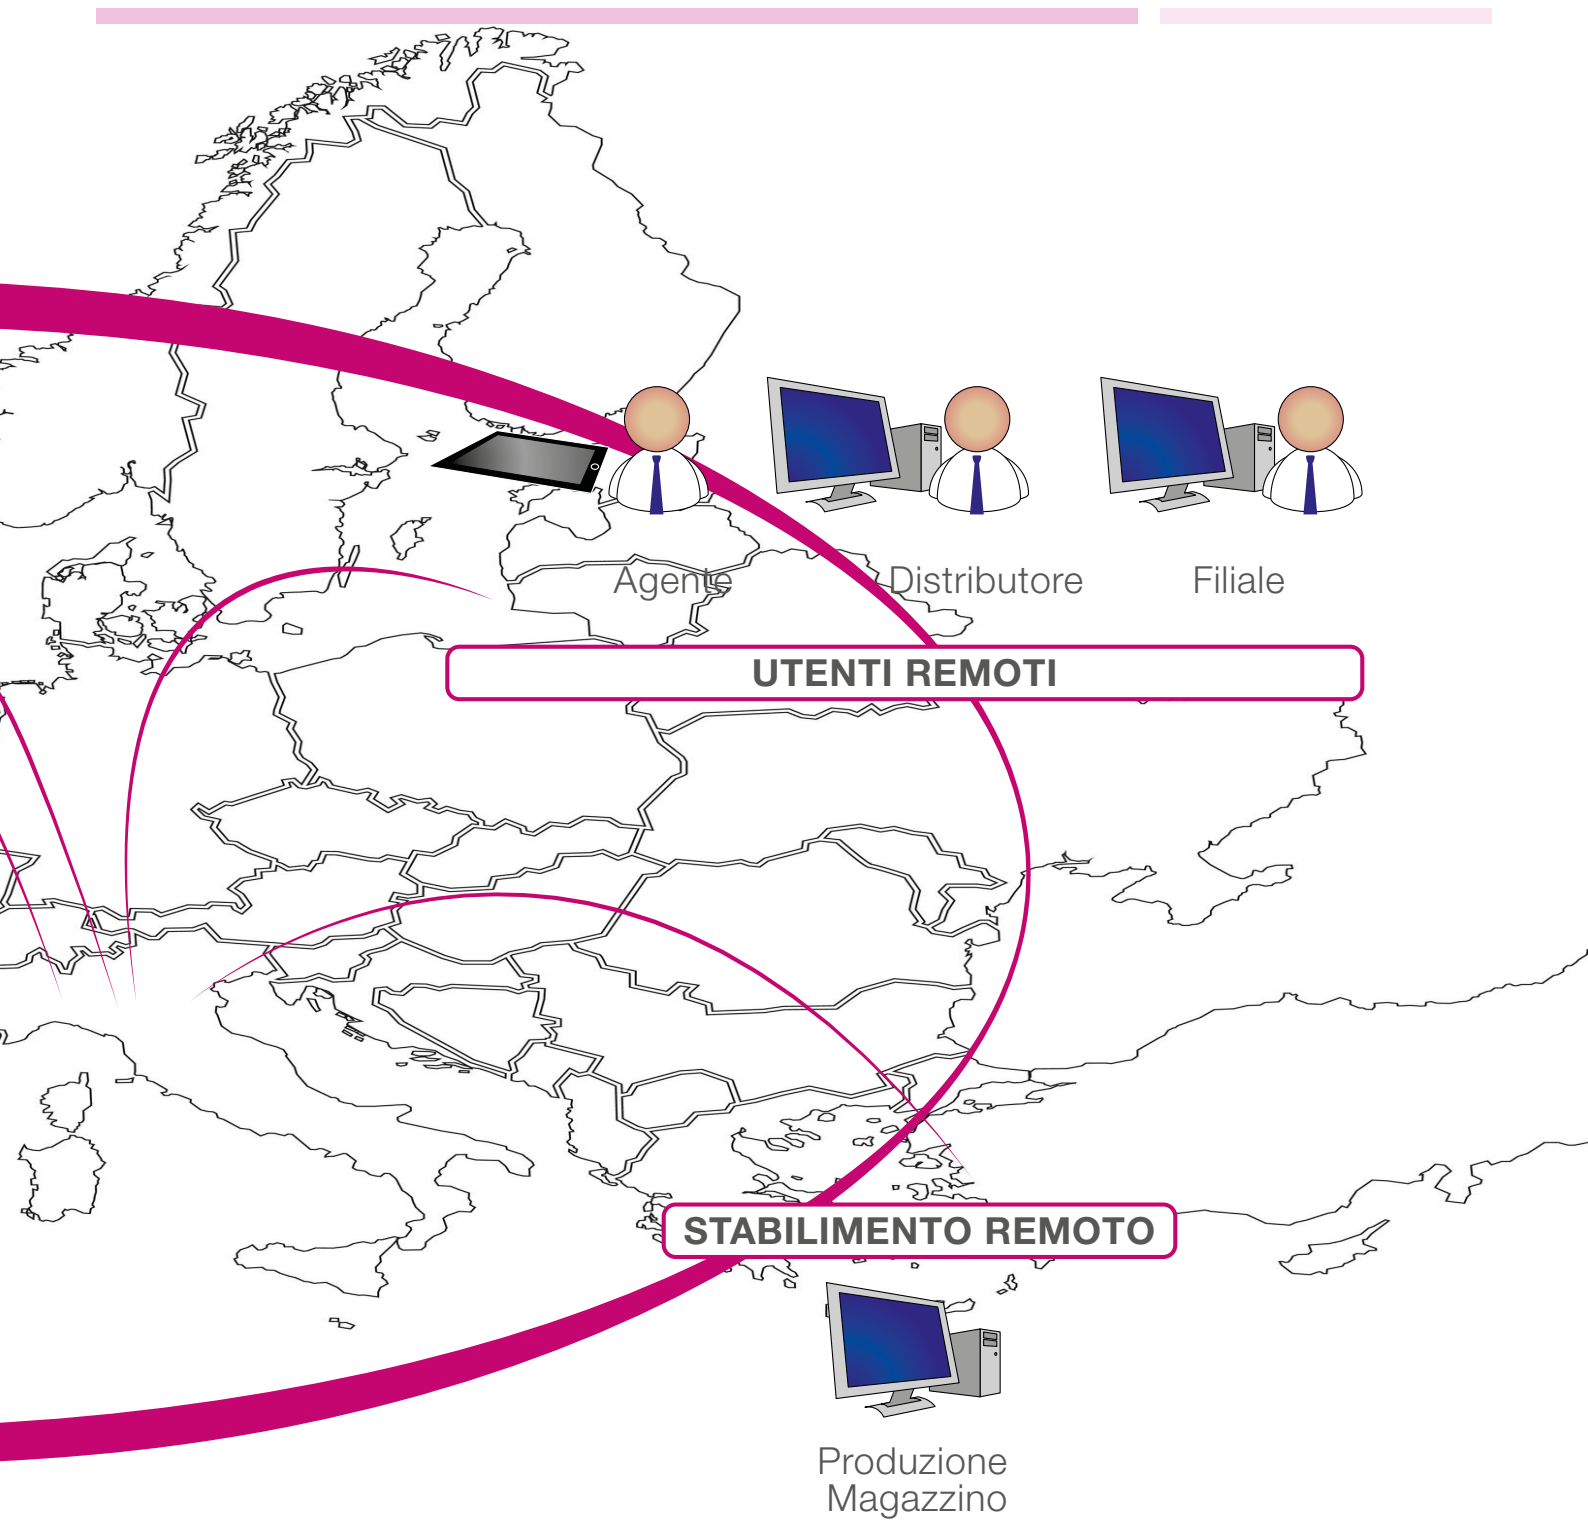 Agente
Distributore
Filiale
UTENTI REMOTI
STABILIMENTO REMOTO
Produzione
Magazzino